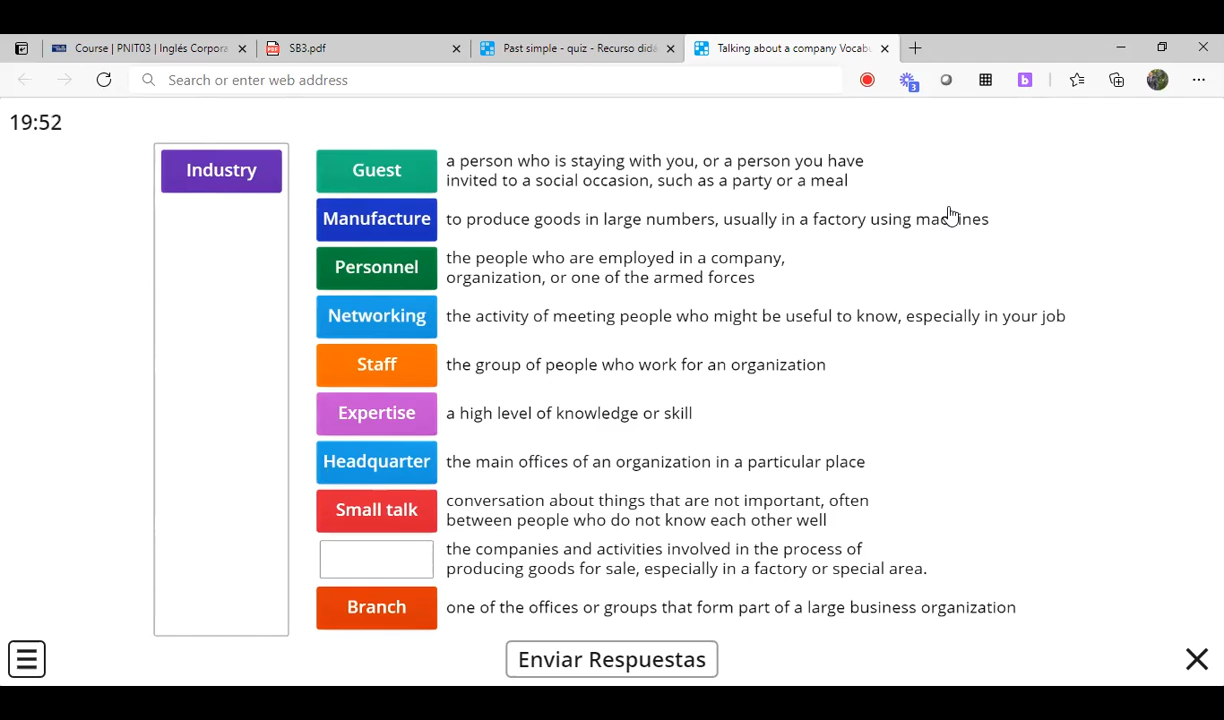 Course | PNIT03 | Inglés Corpora
SB3.pdf
Past simple - quiz - Recurso didá
Talking about a company Vocabu
Search or enter web address
3
b
19:52
Industry
Guest
a person who is staying with you, or a person you have
invited to a social occasion, such as a party or a meal
Manufacture
to produce goods in large numbers, usually in a factory using machines
Personnel
the people who are employed in a company,
organization, or one of the armed forces
Networking
the activity of meeting people who might be useful to know, especially in your job
Staff
the group of people who work for an organization
Expertise
a high level of knowledge or skill
Headquarter
the main offices of an organization in a particular place
Small talk
conversation about things that are not important, often
between people who do not know each other well
the companies and activities involved in the process of
producing goods for sale, especially in a factory or special area.
Branch
one of the offices or groups that form part of a large business organization
Enviar Respuestas